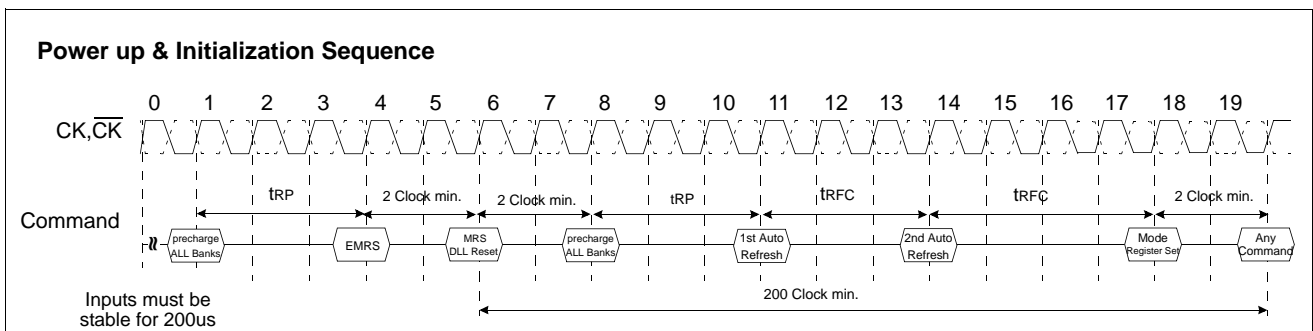 Power up & Initialization Sequence
0 1 2 3 4 5 6 7 8 9 10 11 12 13 14 15 16 17 18 19
CK,CK
tRP 2 Clock min. 2 Clock min. tRP tRFC tRFC 2 Clock min.
Command
precharge
ALL Banks
EMRS
MRS
DLL Reset
precharge
ALL Banks
1st Auto
Refresh
2nd Auto
Refresh
Mode
Register Set
Any
Command
200 Clock min.
Inputs must be
stable for 200us